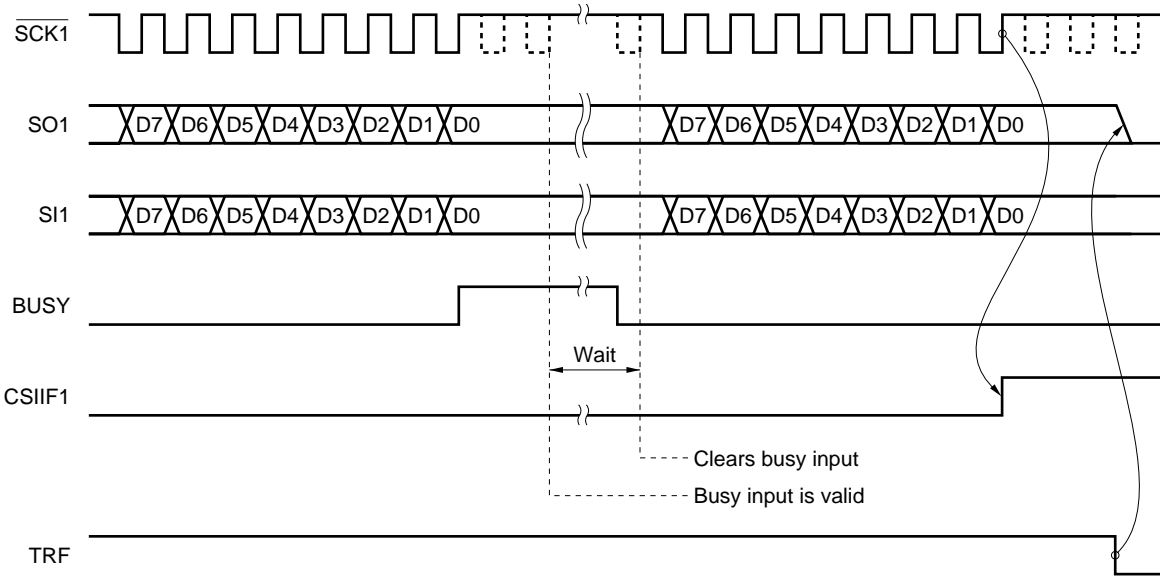 SCK1
SO1 D7 D6 D5 D4 D3 D2 D1 D0 D7 D6 D5 D4 D3 D2 D1 D0
SI1 D7 D6 D5 D4 D3 D2 D1 D0 D7 D6 D5 D4 D3 D2 D1 D0
BUSY
Wait
CSIIF1
Clears busy input
Busy input is valid
TRF